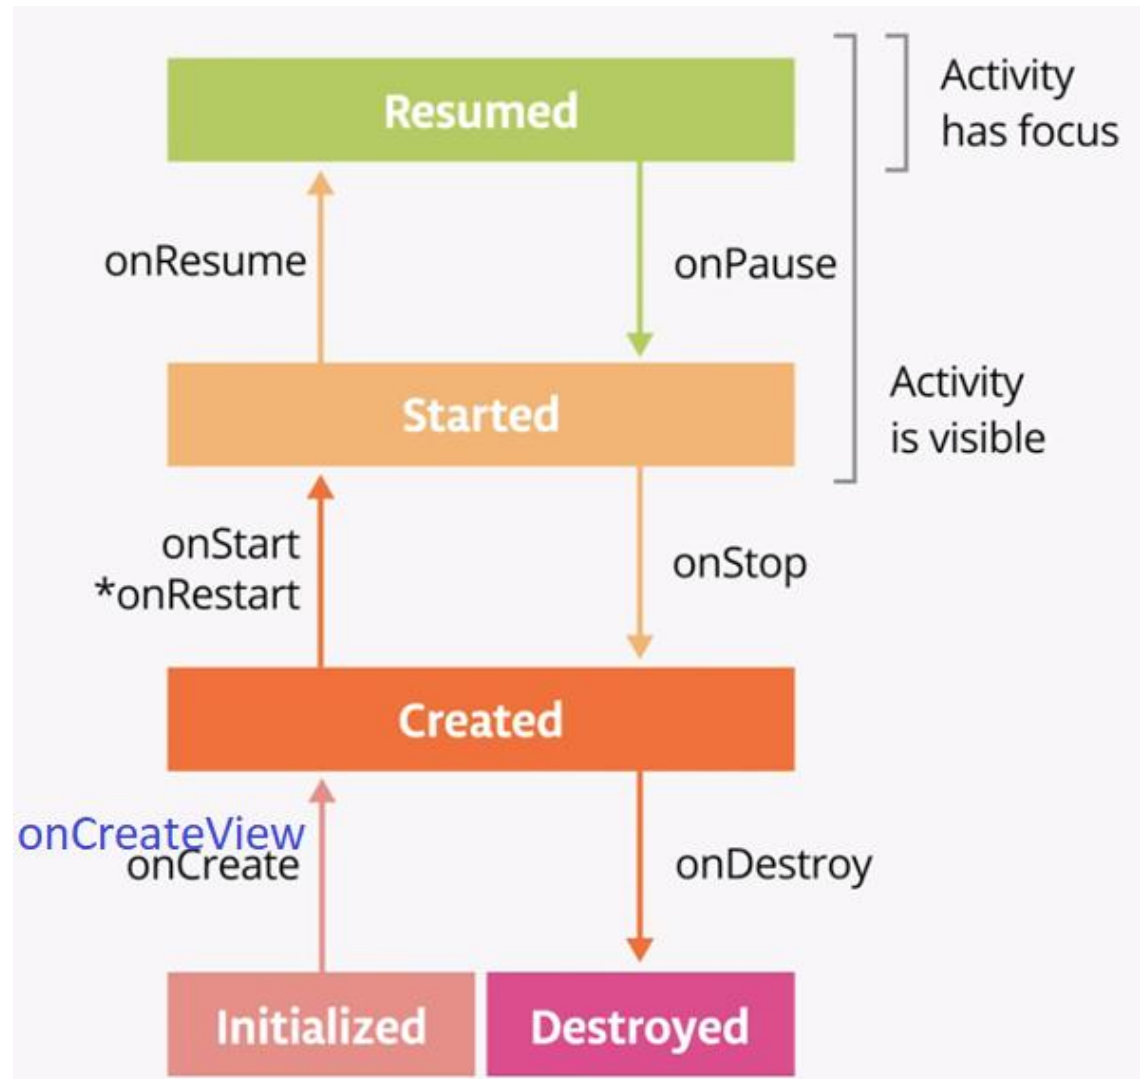 Resumed
Activity
has focus
onResume
onPause
Started
Activity
is visible
onStart
*onRestart
onStop
Created
onCreateView
onCreate
onDestroy
Initialized
Destroyed